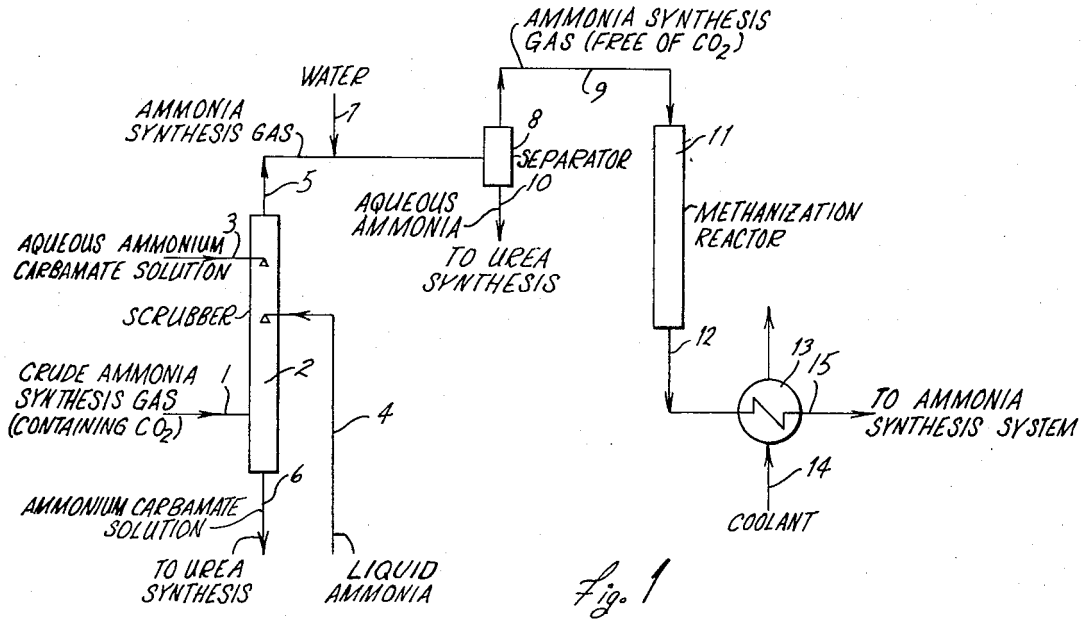 AMMONIA SYNTHESIS
GAS (FREE OF CO2)
9
WATER
7
AMMONIA
SYNTHESIS GAS
5
8
SEPARATOR
10
AQUEOUS
AMMONIA
TO UREA
SYNTHESIS
11
METHANIZATION
REACTOR
12
3
AQUEOUS AMMONIUM
CARBAMATE SOLUTION
SCRUBBER
2
CRUDE AMMONIA
SYNTHESIS GAS
(CONTAINING CO2)
1
4
6
AMMONIUM CARBAMATE
SOLUTION
TO UREA
SYNTHESIS
LIQUID
AMMONIA
13
15
TO AMMONIA
SYNTHESIS SYSTEM
14
COOLANT
Fig. 1